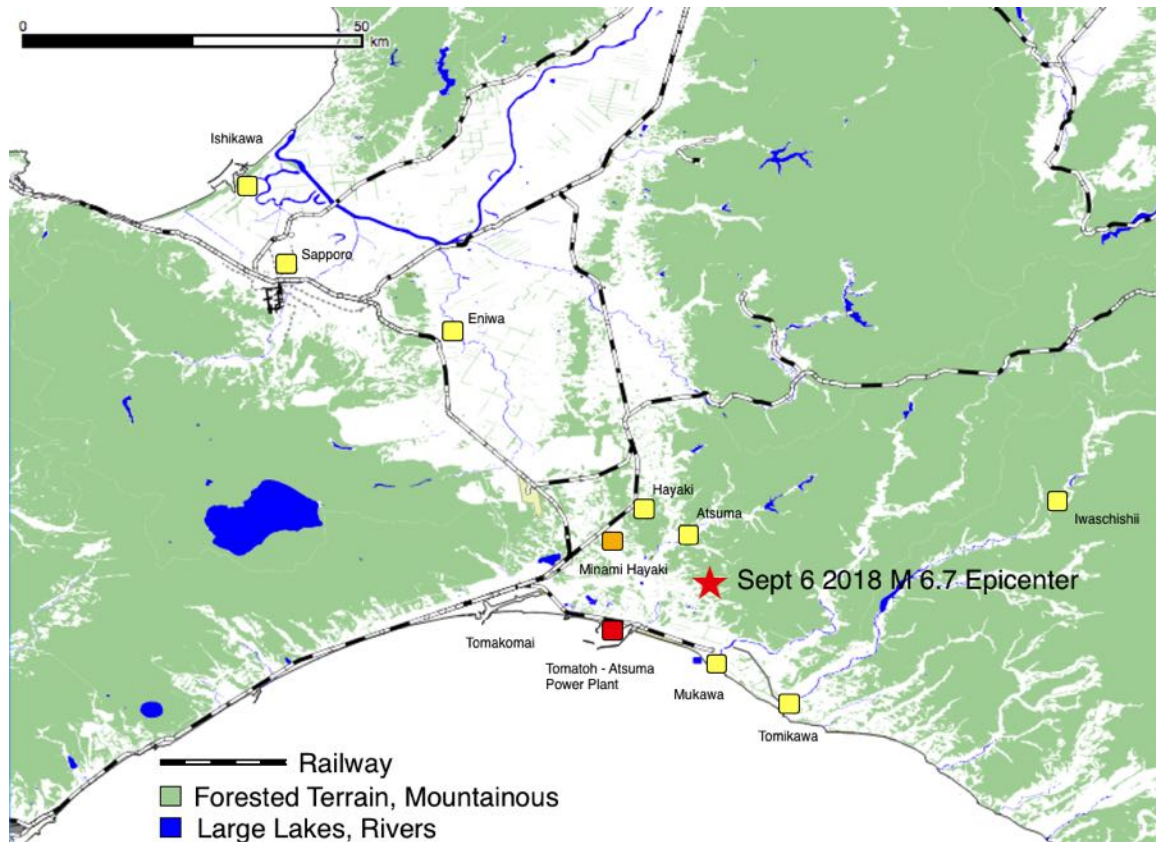 0
50
km
Ishikawa
Sapporo
Eniwa
Hayaki
Atsuma
Iwaschishii
Minami Hayaki
Sept 6 2018 M 6.7 Epicenter
Tomakomai
Tomatoh - Atsuma
Power Plant
Mukawa
Tomikawa
Railway
Forested Terrain, Mountainous
Large Lakes, Rivers